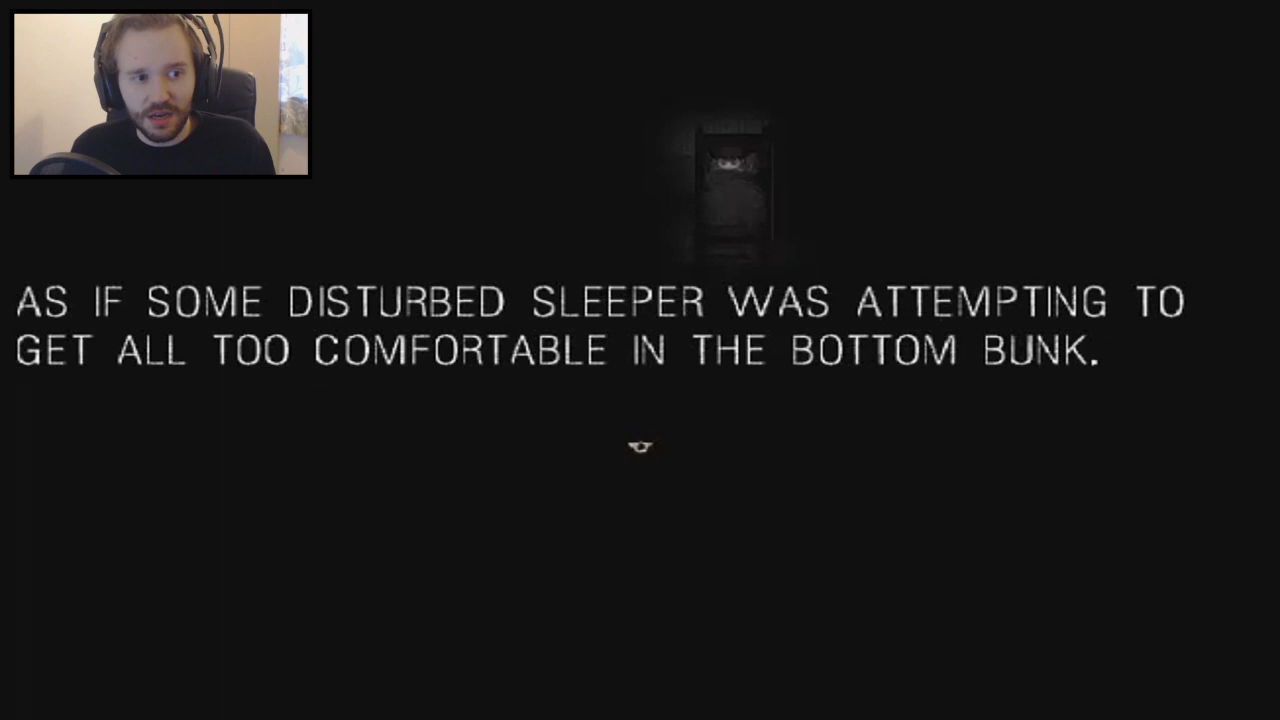 AS IF SOME DISTURBED SLEEPER WAS ATTEMPTING TO
GET ALL TOO COMFORTABLE IN THE BOTTOM BUNK.